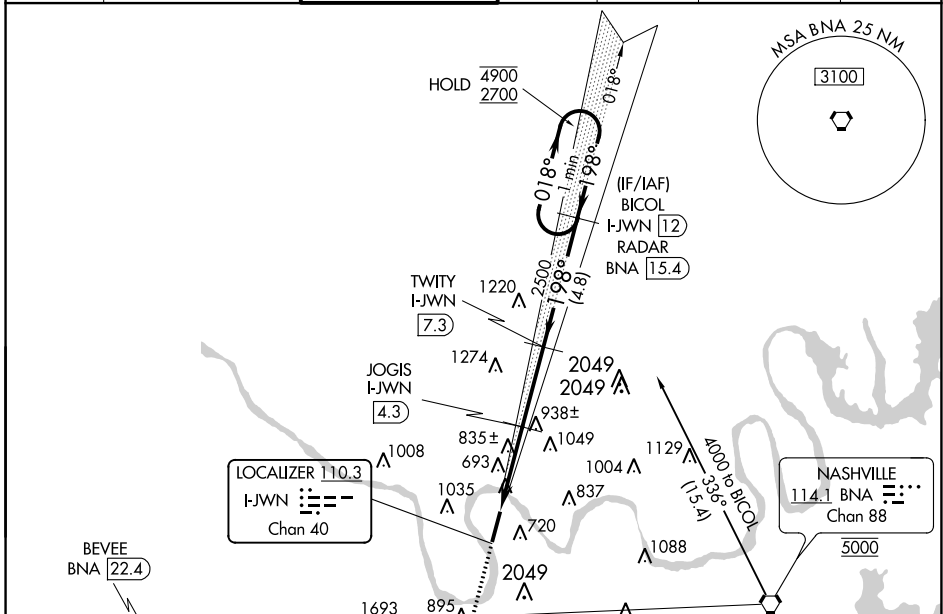 MSA BNA 25 NM
3100
HOLD 4900
2700
018°
018°
1 min
198°
(IF/IAF)
BICOL
I-JWN 12
RADAR
BNA 15.4
2500
198°
(4.8)
TWITY
I-JWN
7.3
1220
1274
JOGIS
I-JWN
4.3
2049
2049
938±
835±
1049
1008
693
1004
1129
1035
837
4000 to BICOL
336°
(15.4)
LOCALIZER 110.3
I-JWN
Chan 40
NASHVILLE
114.1 BNA
Chan 88
5000
720
1088
BEVEE
BNA 22.4
2049
1693
895